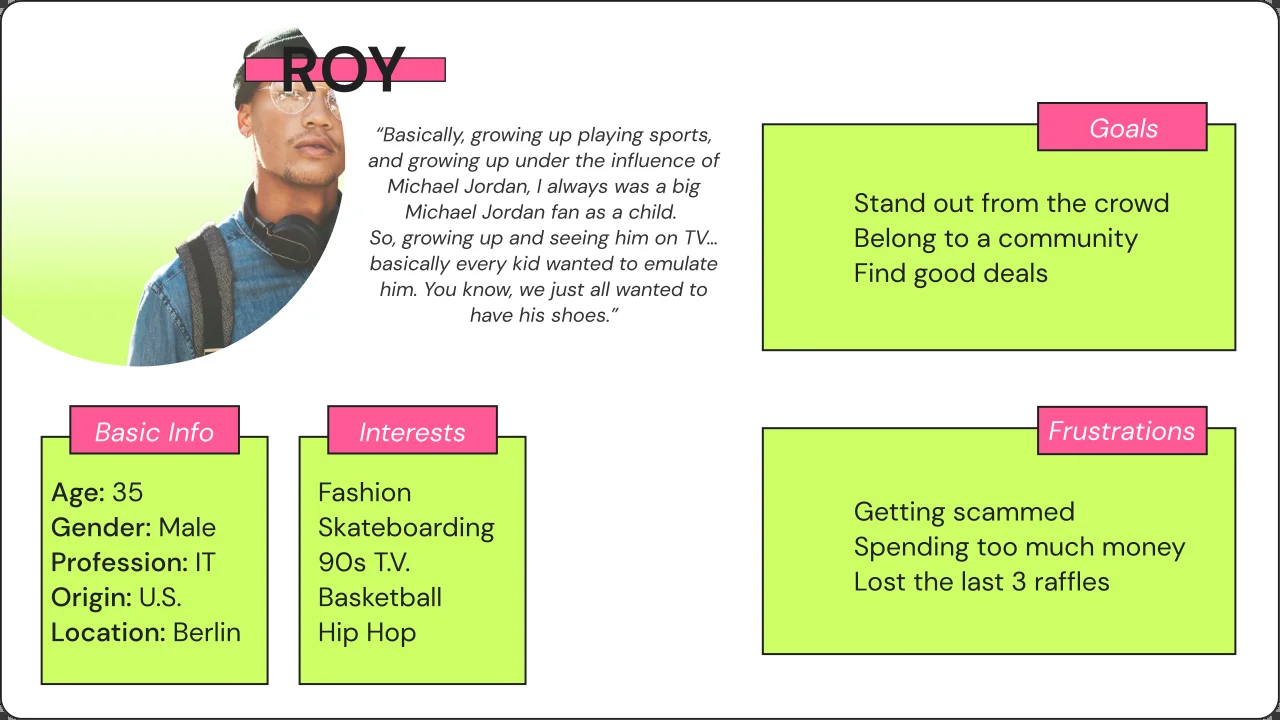 ROY
“Basically, growing up playing sports,
and growing up under the influence of
Michael Jordan, I always was a big
Michael Jordan fan as a child.
So, growing up and seeing him on TV...
basically every kid wanted to emulate
him. You know, we just all wanted to
have his shoes.”
Goals
Stand out from the crowd
Belong to a community
Find good deals
Basic Info
Age: 35
Gender: Male
Profession: IT
Origin: U.S.
Location: Berlin
Interests
Fashion
Skateboarding
90s T.V.
Basketball
Hip Hop
Frustrations
Getting scammed
Spending too much money
Lost the last 3 raffles